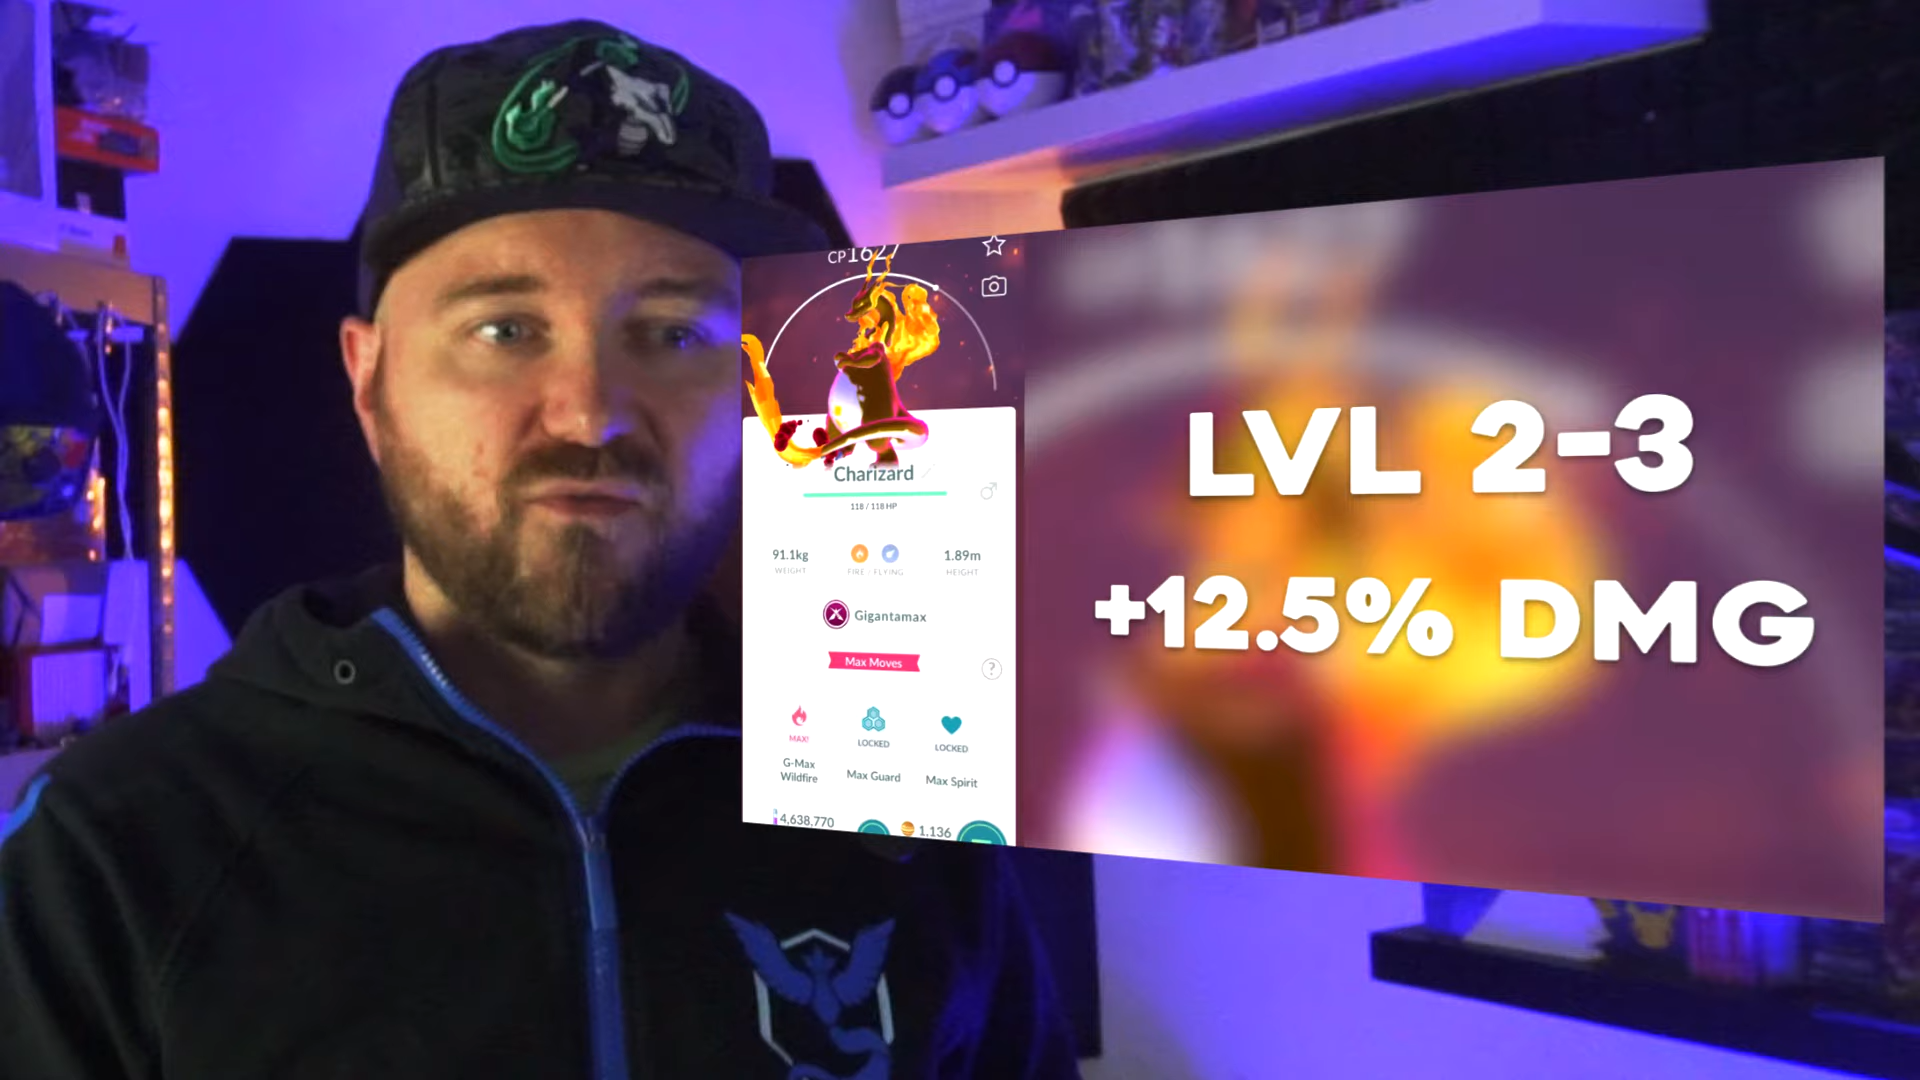 CP1627
Charizard
118 / 118 HP
91.1kg
WEIGHT
FIRE / FLYING
1.89m
HEIGHT
Gigantamax
Max Moves
?
MAX!
G-Max
Wildfire
LOCKED
Max Guard
LOCKED
Max Spirit
4,638,770
1,136
LVL 2-3
+12.5% DMG